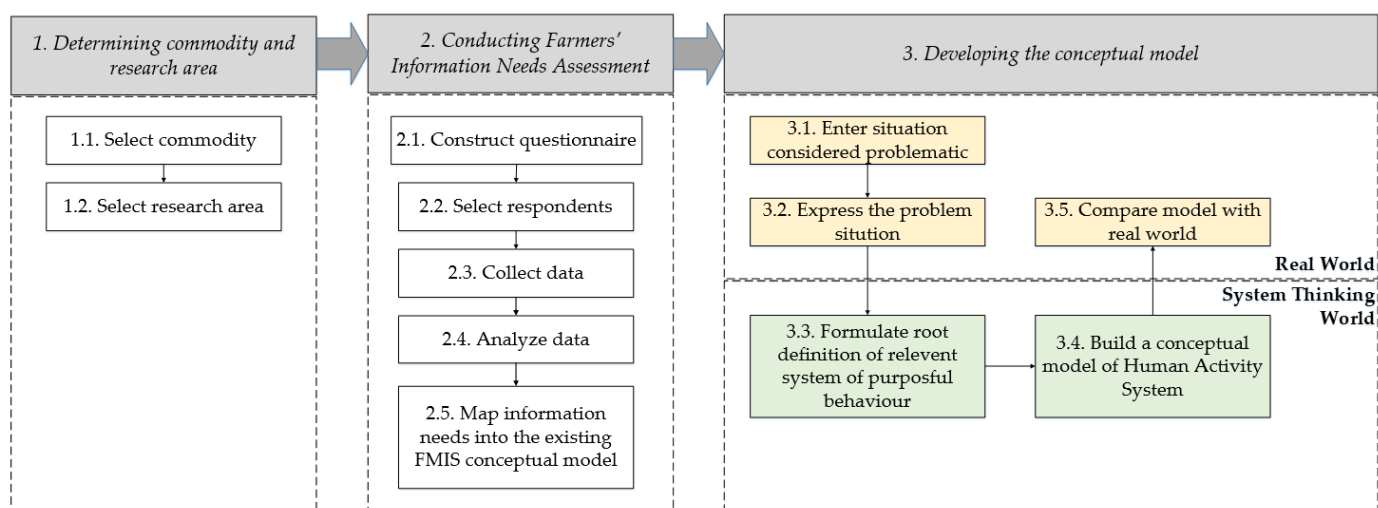 1. Determining commodity and
research area
2. Conducting Farmers'
Information Needs Assessment
3. Developing the conceptual model
1.1. Select commodity
1.2. Select research area
2.1. Construct questionnaire
2.2. Select respondents
2.3. Collect data
2.4. Analyze data
2.5. Map information
needs into the existing
FMIS conceptual model
3.1. Enter situation
considered problematic
3.2. Express the problem
sitution
3.5. Compare model with
real world
Real World
System Thinking
World
3.3. Formulate root
definition of relevent
system of purposful
behaviour
3.4. Build a conceptual
model of Human Activity
System